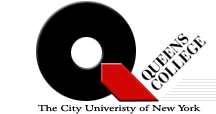 QUEENS
COLLEGE
The City Univeristy of New York